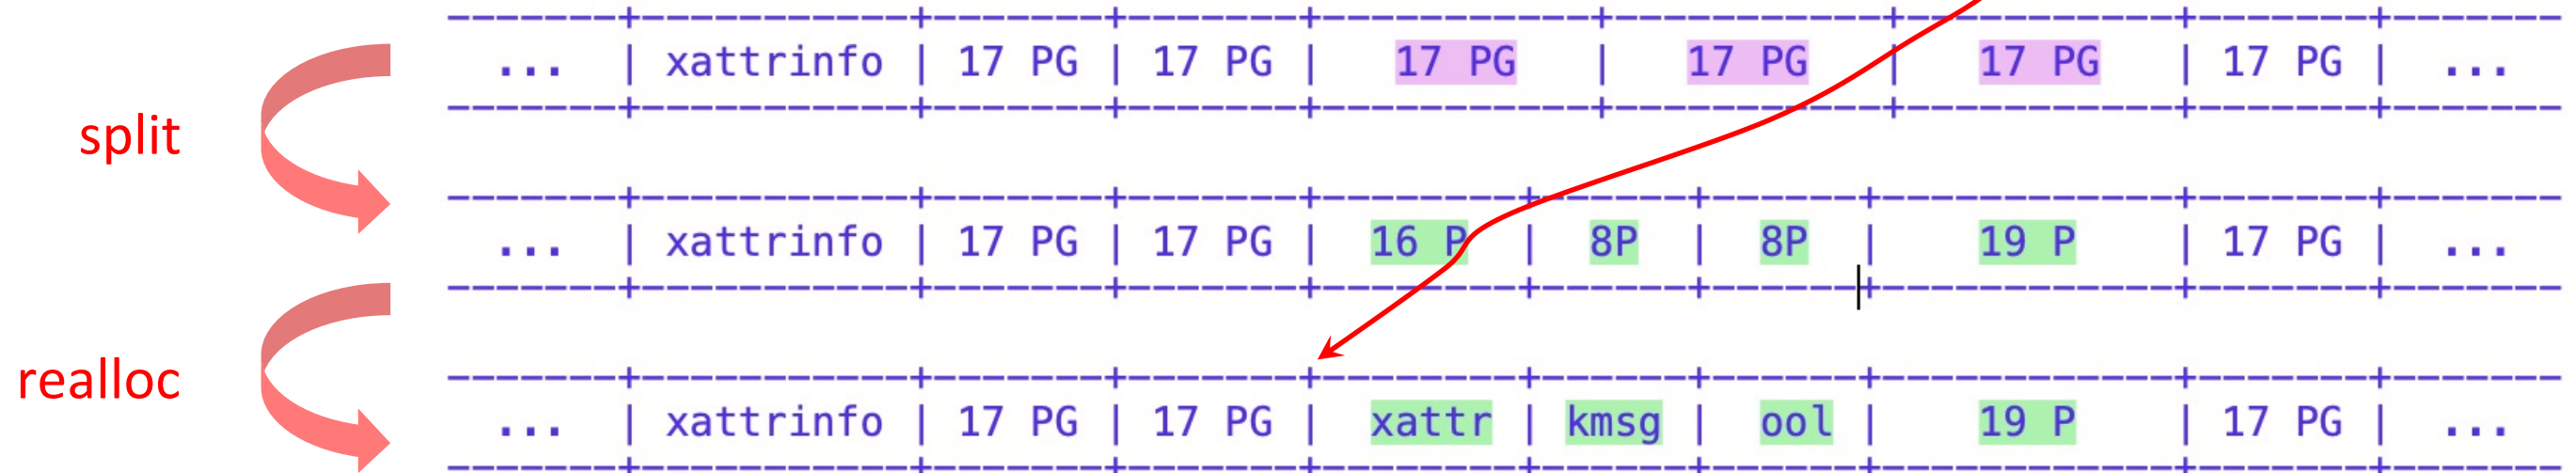 ... | xattrinfo | 17 PG | 17 PG | 17 PG | 17 PG | 17 PG | 17 PG | ...
split
... | xattrinfo | 17 PG | 17 PG | 16 P | 8P | 8P | 19 P | 17 PG | ...
realloc
... | xattrinfo | 17 PG | 17 PG | xattr | kmsg | ool | 19 P | 17 PG | ...